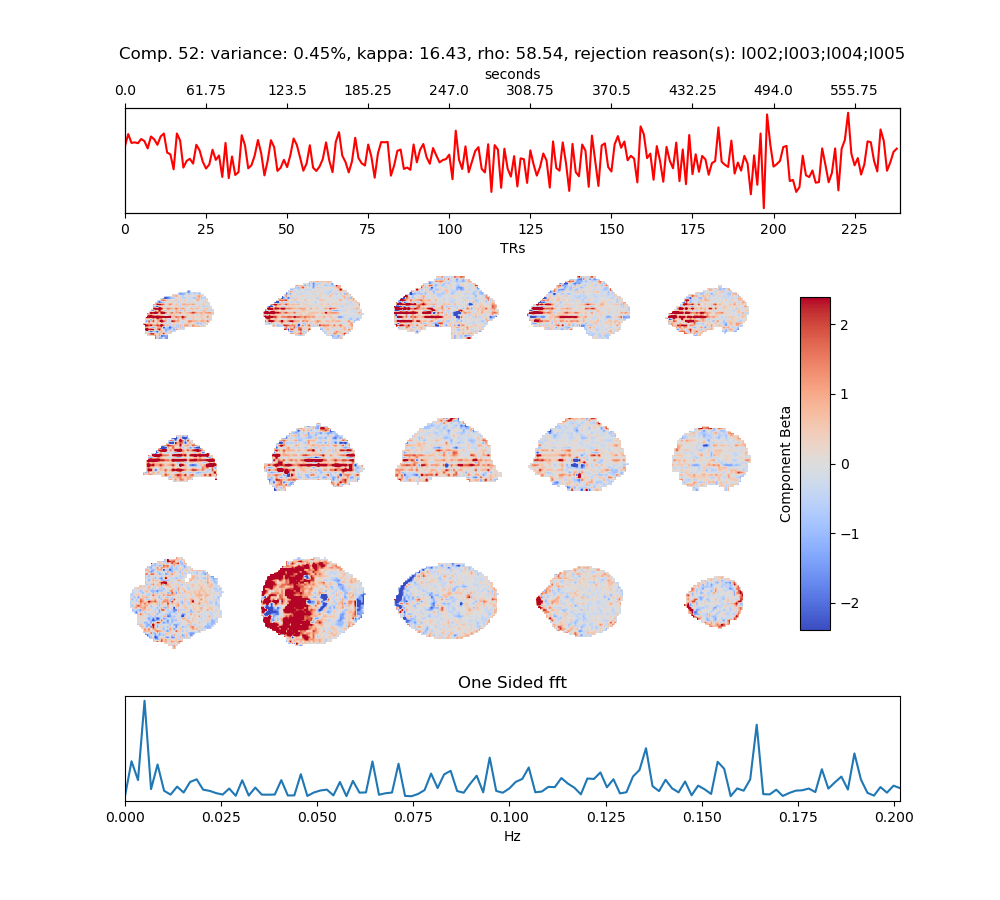 Comp. 52: variance: 0.45%, kappa: 16.43, rho: 58.54, rejection reason(s): I002;I003;I004;I005
seconds
0.0 61.75 123.5 185.25 247.0 308.75 370.5 432.25 494.0 555.75
0 25 50 75 100 125 150 175 200 225
TRs
2
1
0
−1
−2
Component Beta
One Sided fft
0.000 0.025 0.050 0.075 0.100 0.125 0.150 0.175 0.200
Hz